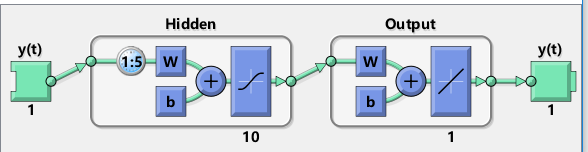 Hidden Output
y(t) y(t)
1:5 W + W +
b b
1 10 1 1